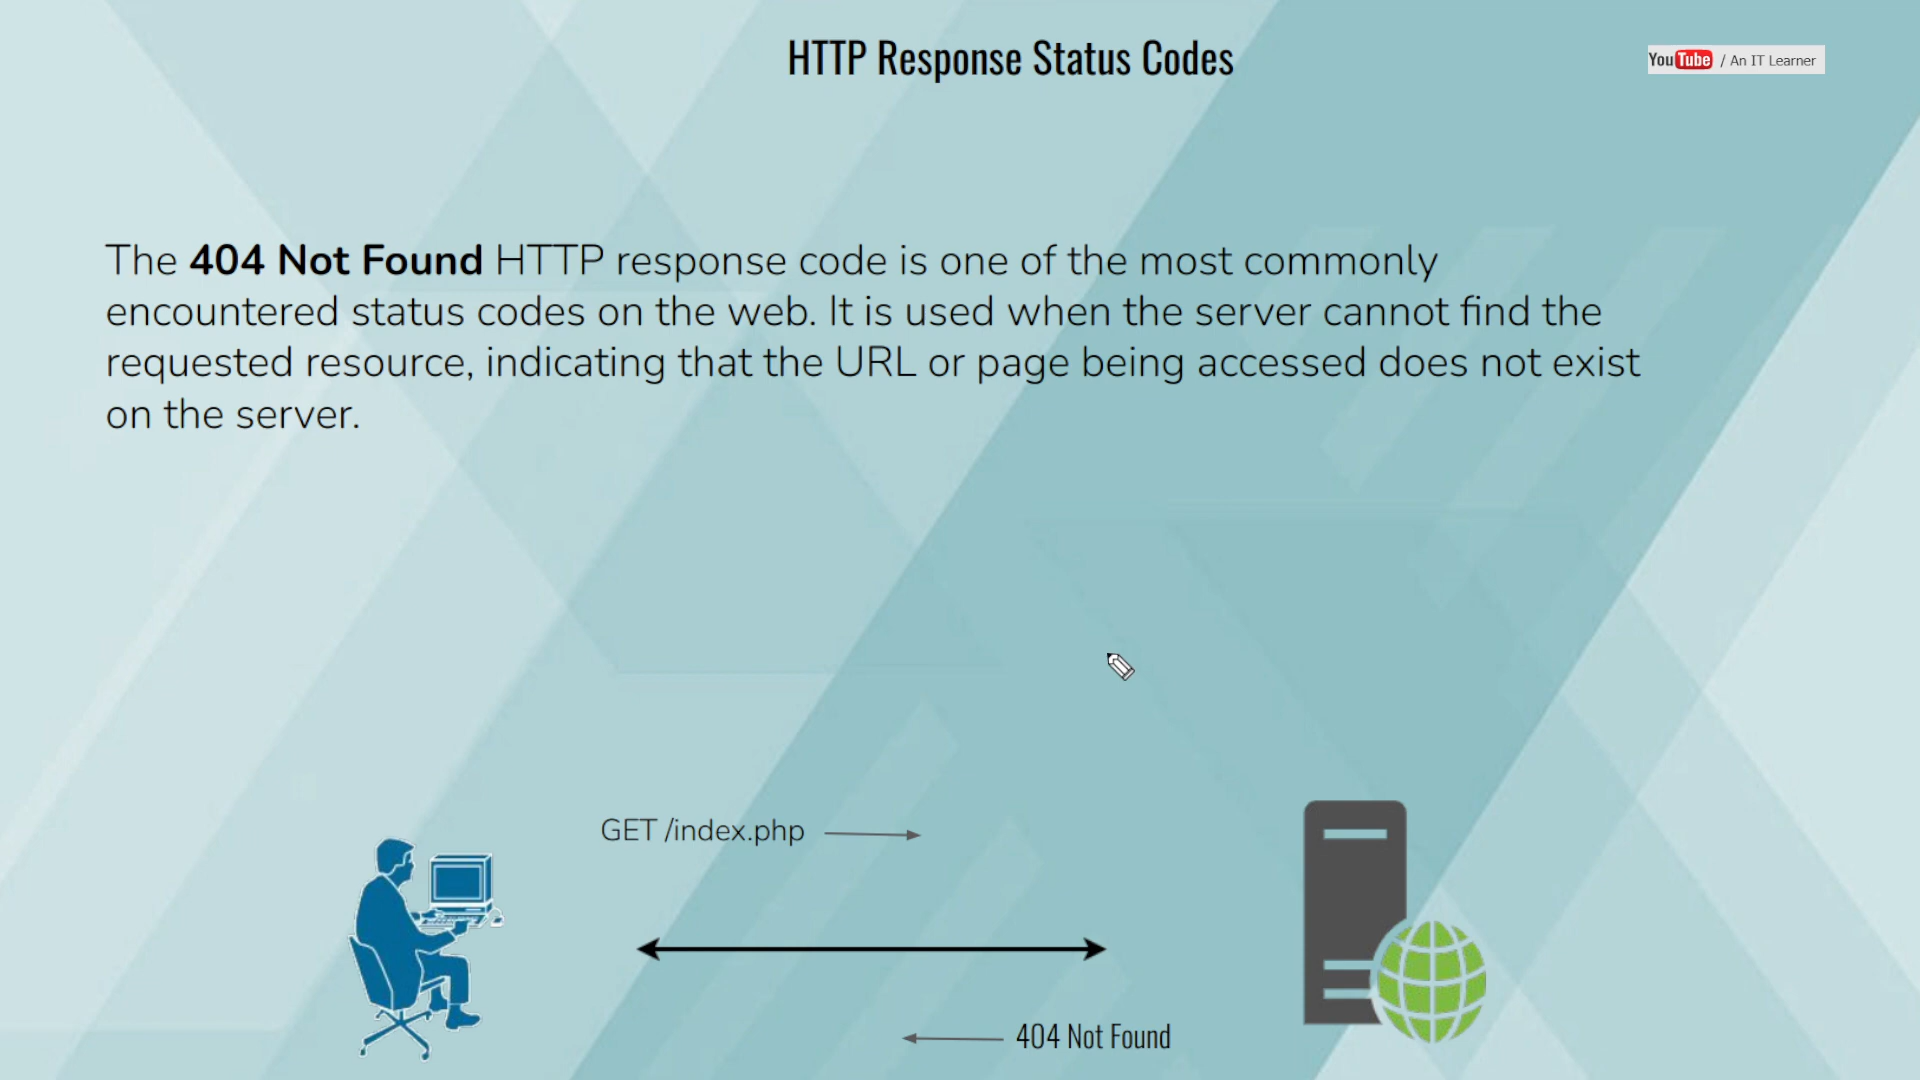 HTTP Response Status Codes
YouTube / An IT Learner
The 404 Not Found HTTP response code is one of the most commonly
encountered status codes on the web. It is used when the server cannot find the
requested resource, indicating that the URL or page being accessed does not exist
on the server.
GET /index.php
404 Not Found